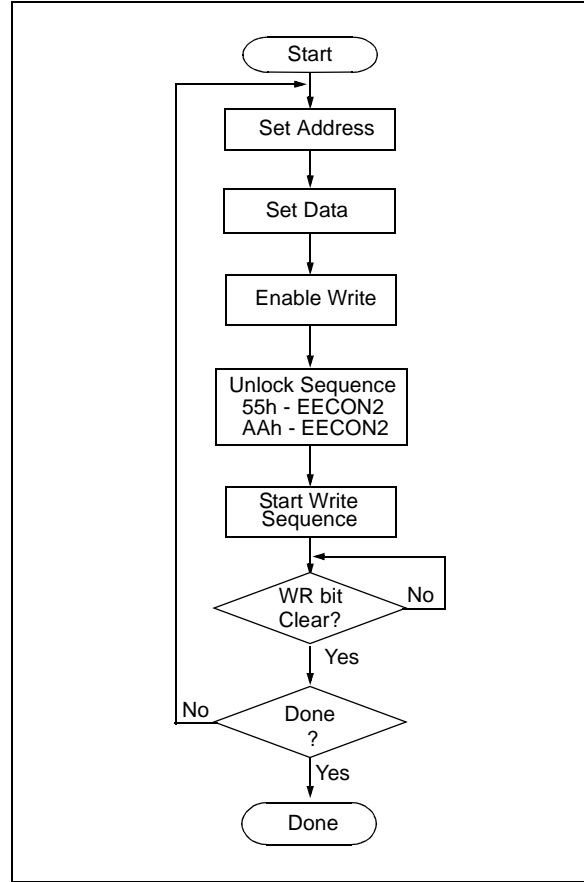 Start
Set Address
Set Data
Enable Write
Unlock Sequence
55h - EECON2
AAh - EECON2
Start Write
Sequence
WR bit
Clear?
No
Yes
No
Done
?
Yes
Done